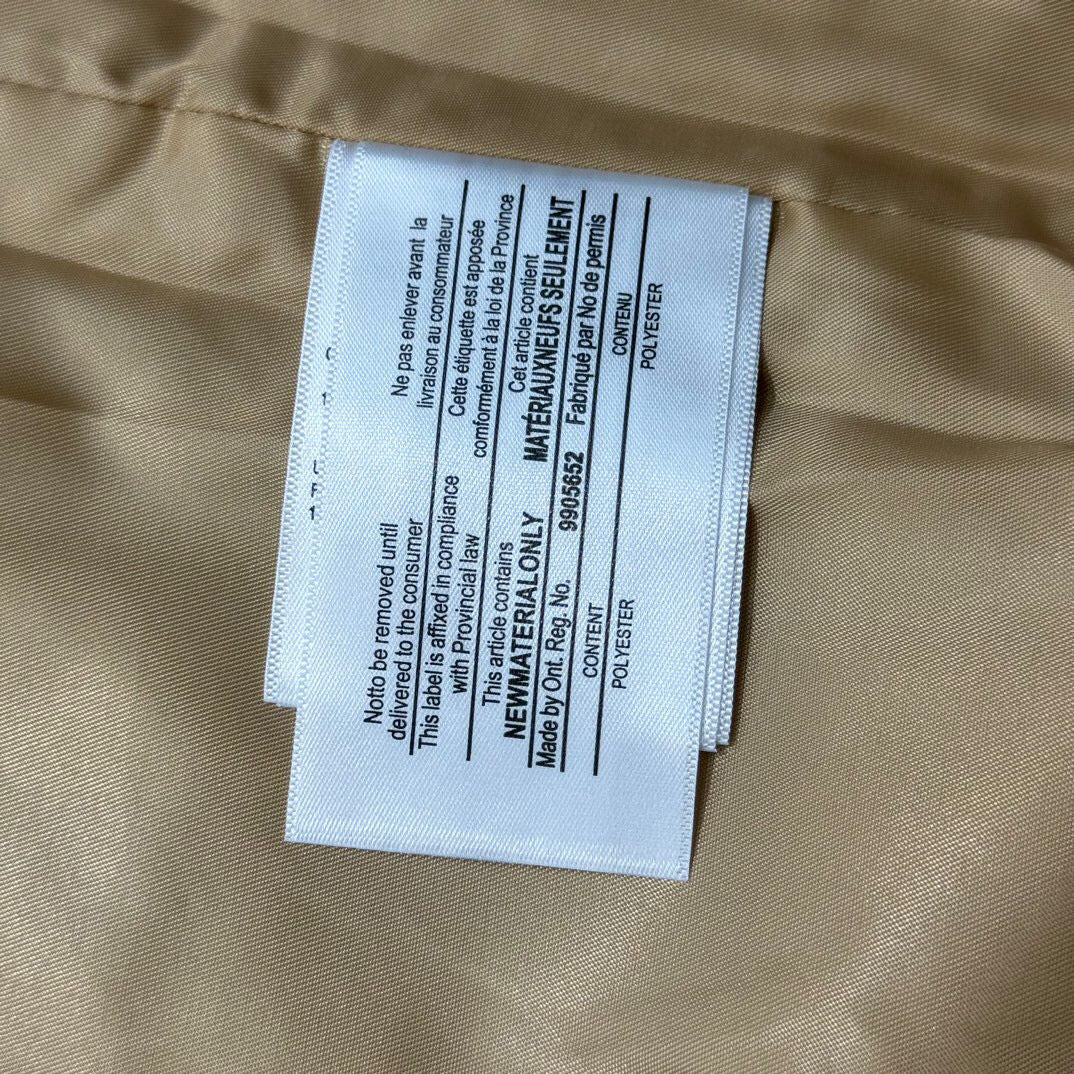 Notto be removed until
delivered to the consumer
Ne pas enlever avant la
livraison au consommateur
This label is affixed in compliance
with Provincial law
Cette étiquette est apposée
comformément à la loi de la Province
This article contains
NEWMATERIALONLY
Cet article contient
MATÉRIAUXNEUFS SEULEMENT
Made by Ont. Reg. No. 9905652 Fabriqué par No de permis
CONTENT CONTENU
POLYESTER POLYESTER